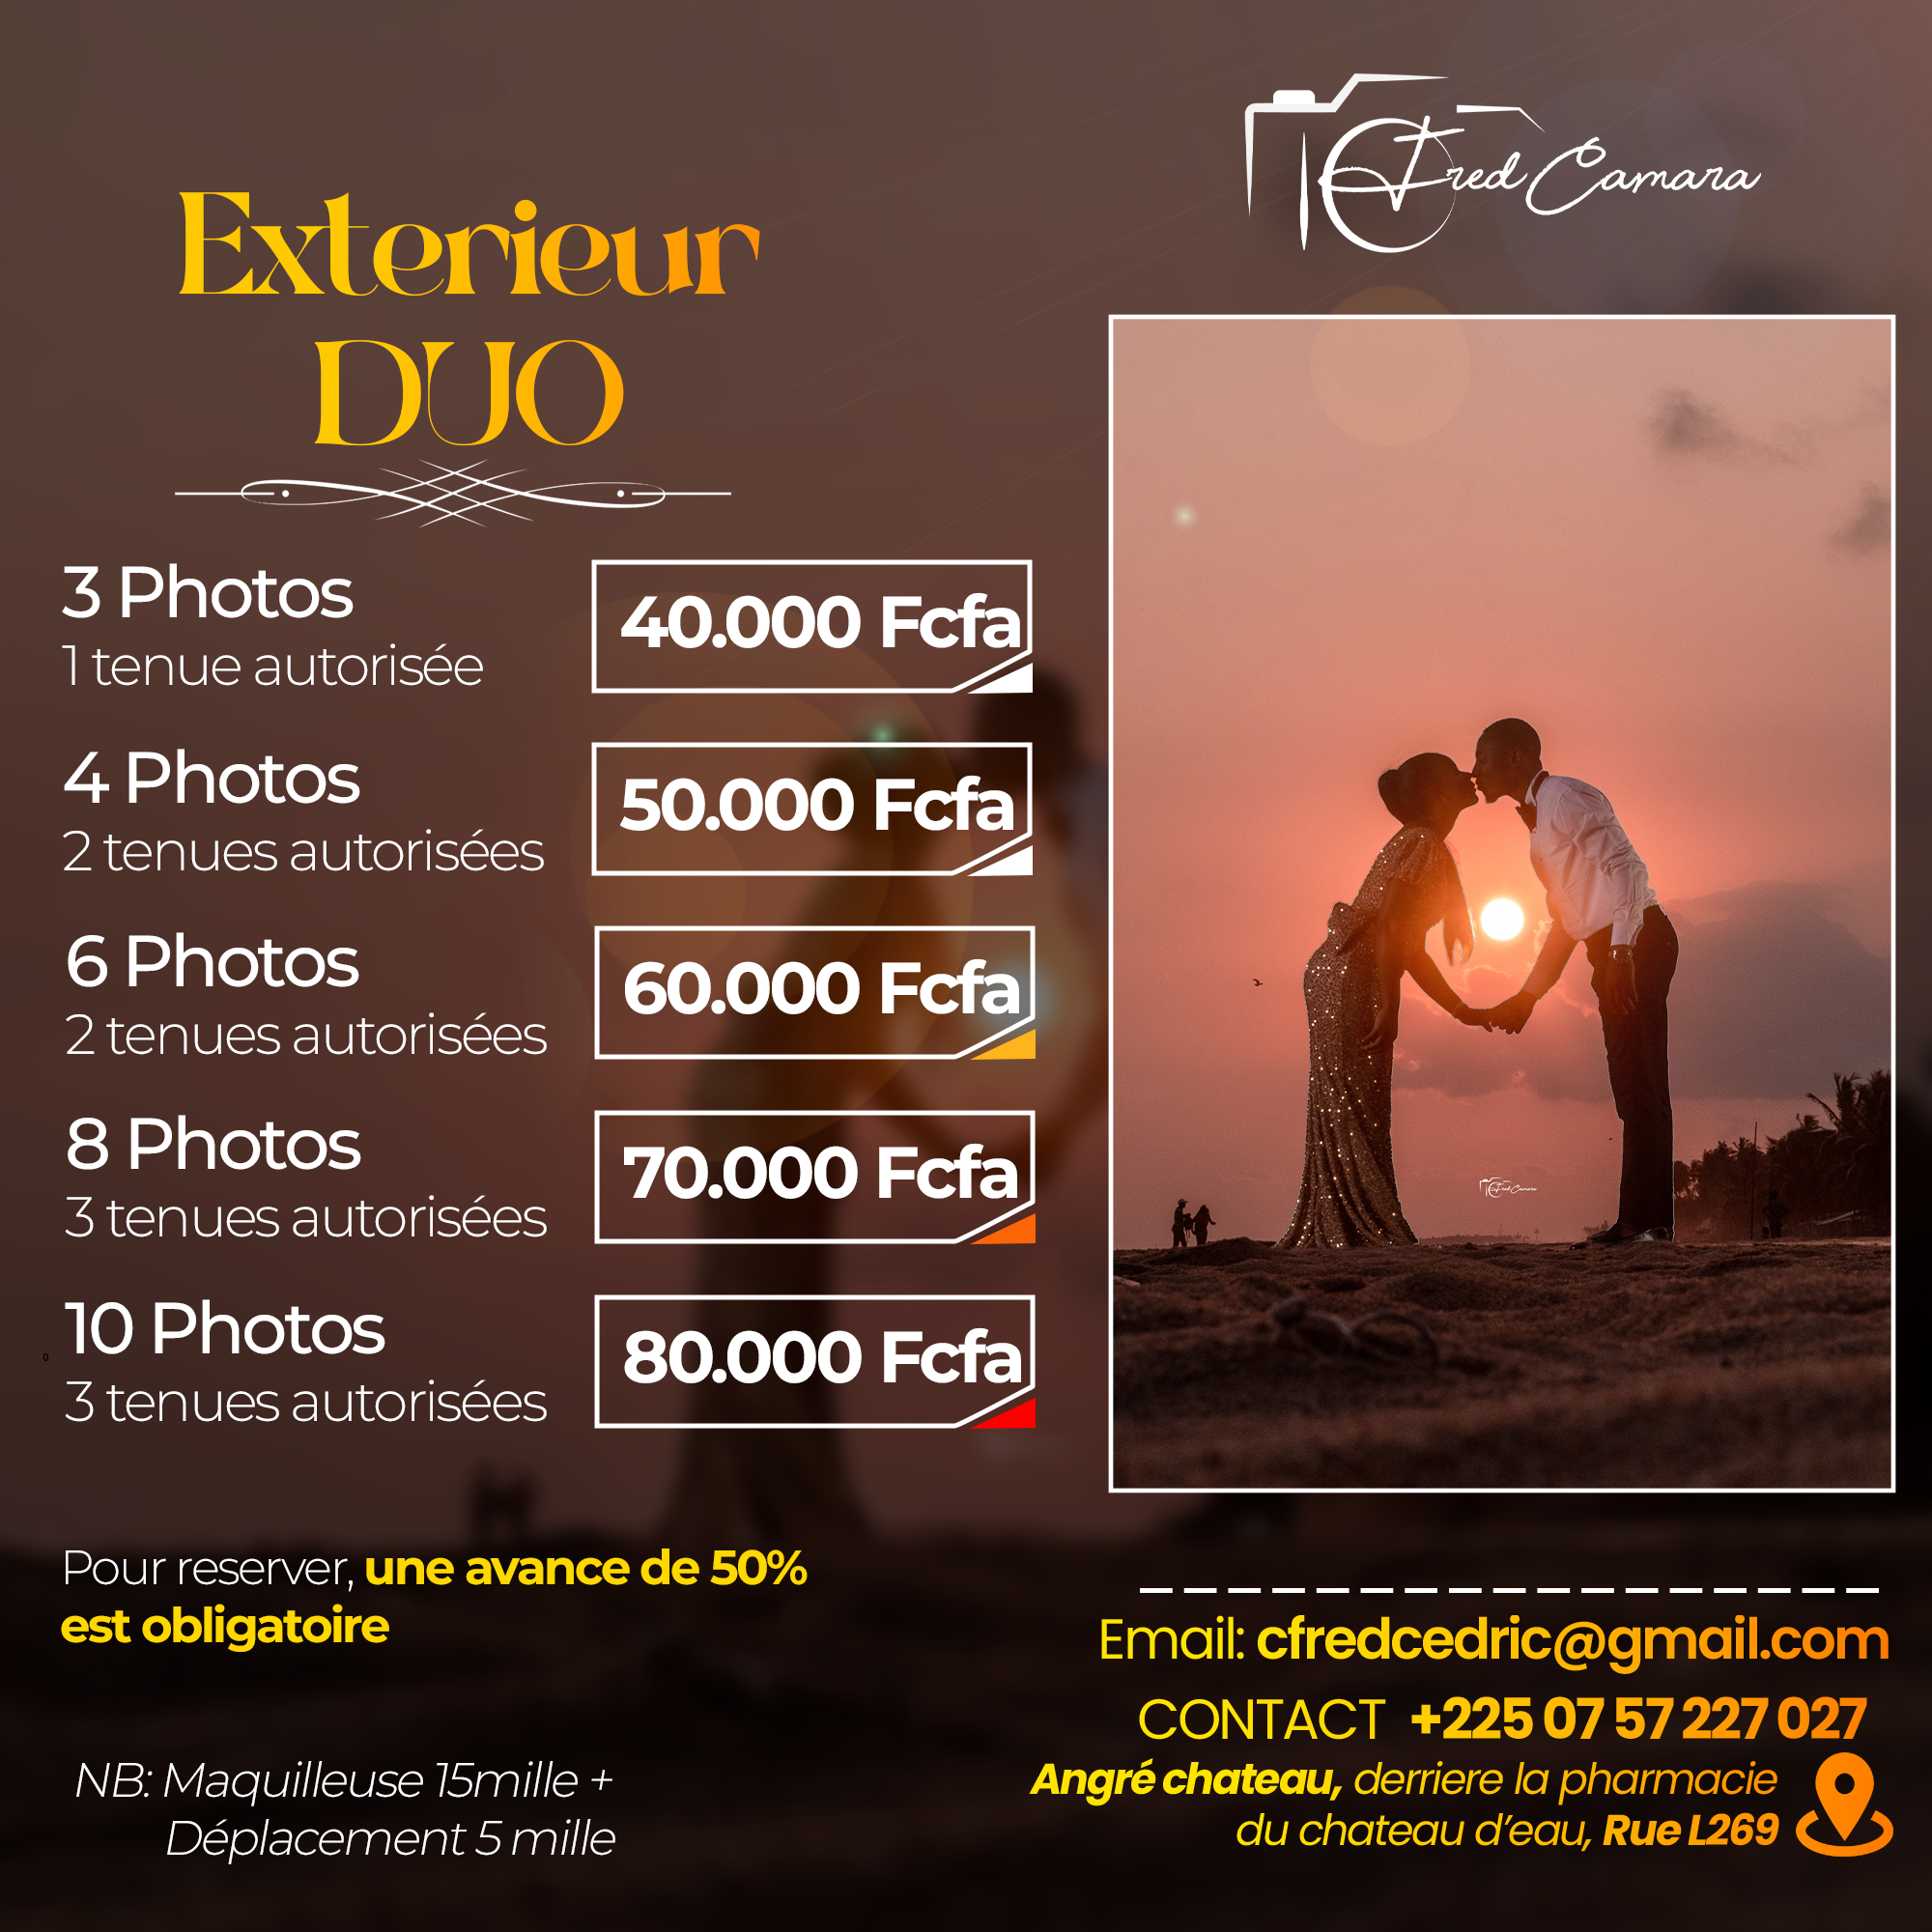 Fred Camara
Exterieur
DUO
3 Photos
1 tenue autorisée
40.000 Fcfa
4 Photos
2 tenues autorisées
50.000 Fcfa
6 Photos
2 tenues autorisées
60.000 Fcfa
8 Photos
3 tenues autorisées
70.000 Fcfa
10 Photos
3 tenues autorisées
80.000 Fcfa
0
Fred Camara
Pour reserver, une avance de 50%
est obligatoire
NB: Maquilleuse 15mille +
Déplacement 5 mille
Email: cfredcedric@gmail.com
CONTACT +225 07 57 227 027
Angré chateau, derriere la pharmacie
du chateau d'eau, Rue L269